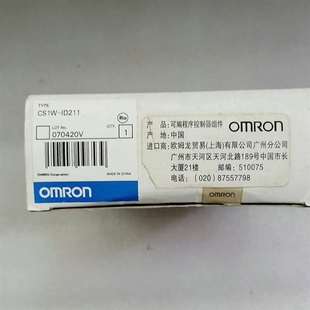 TYPE
CS1W-ID211
LOT No.
070420V
QTY.
1
OMRON
OMRON Corporation
MADE IN CHINA
产品: 可编程序控制器组件
产地: 中国
OMRON
进口商: 欧姆龙贸易(上海)有限公司广州分公司
广州市天河区天河北路189号中国市长
大厦21楼 邮编: 510075
电话: (020) 87557798